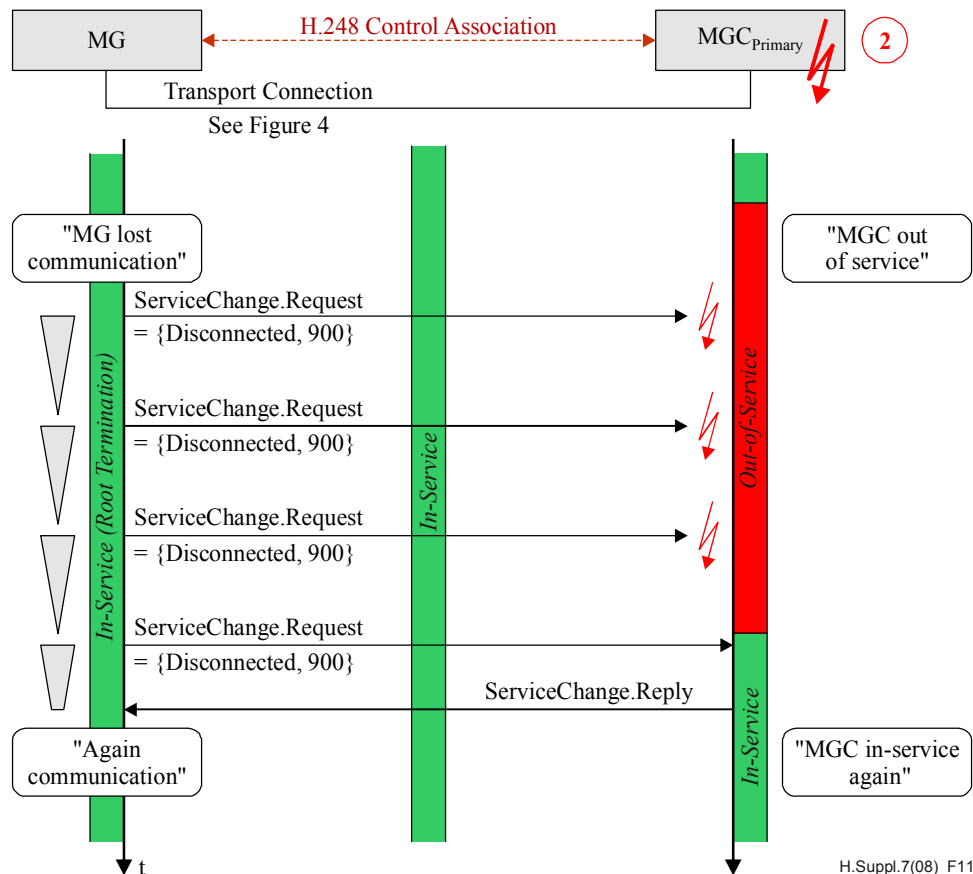 MG
H.248 Control Association
MGCPrimary
2
Transport Connection
See Figure 4
"MG lost
communication"
"MGC out
of service"
ServiceChange.Request
= {Disconnected, 900}
ServiceChange.Request
= {Disconnected, 900}
In-Service (Root Termination)
In-Service
Out-of-Service
ServiceChange.Request
= {Disconnected, 900}
ServiceChange.Request
= {Disconnected, 900}
ServiceChange.Reply
In-Service
"Again
communication"
"MGC in-service
again"
t
H.Suppl.7(08)_F11